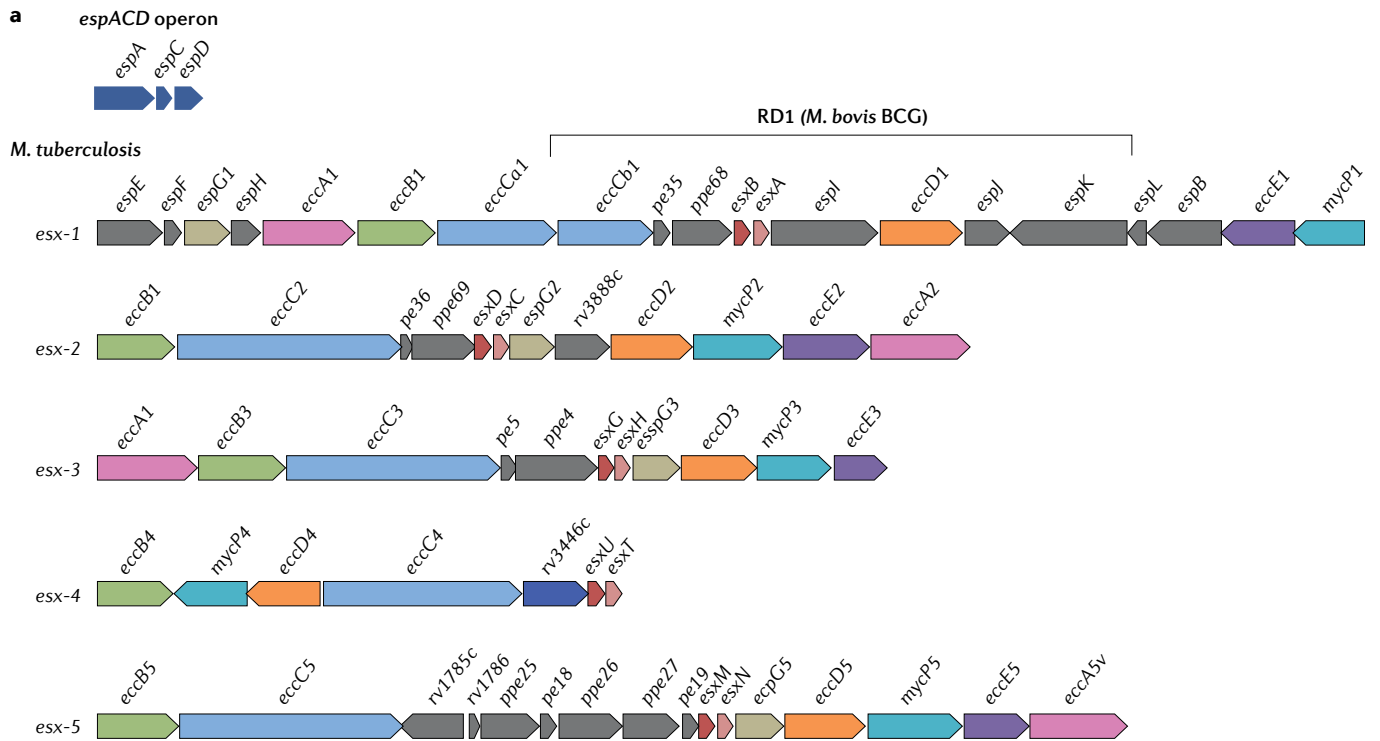 a
espACD operon
espA espC espD
RD1 (M. bovis BCG)
M. tuberculosis
espE espF espG1 espH eccA1 eccB1 eccCa1 eccCb1 pe35 ppe68 esxB esxA espI eccD1 espJ espK espL espB eccE1 mycP1
esx-1
eccB1 eccC2 pe36 ppe69 esxD esxC espG2 rv3888c eccD2 mycP2 eccE2 eccA2
esx-2
eccA1 eccB3 eccC3 pe5 ppe4 esxG esxH esspG3 eccD3 mycP3 eccE3
esx-3
eccB4 mycP4 eccD4 eccC4 rv3446c esxU esxT
esx-4
eccB5 eccC5 rv1785c rv1786 ppe25 pe18 ppe26 ppe27 pe19 esxM esxN ecpG5 eccD5 mycP5 eccE5 eccA5v
esx-5